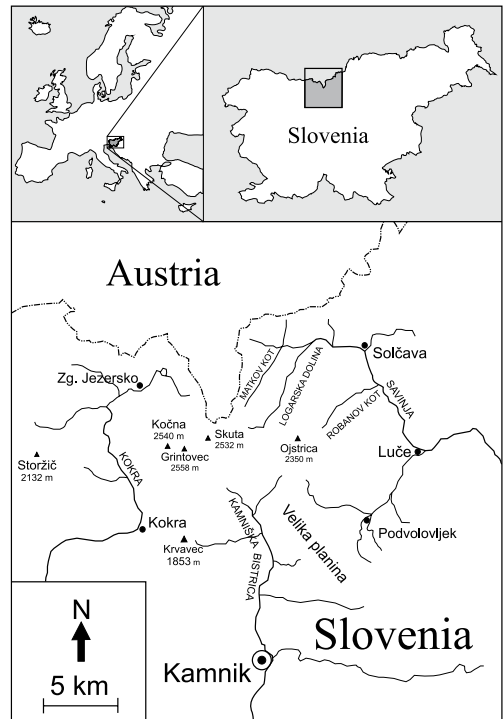 Slovenia
Austria
MATKOV KOT
LOGARSKA DOLINA
Solčava
Zg. Jezersko
SAVINJA
ROBANOV KOT
Kočna
2540 m
Skuta
2532 m
Grintovec
2558 m
Ojstrica
2350 m
Storžič
2132 m
KOKRA
Luče
Kokra
KAMNIŠKA
BISTRICA
Velika planina
Podvolovljek
Krvavec
1853 m
N
5 km
Kamnik
Slovenia